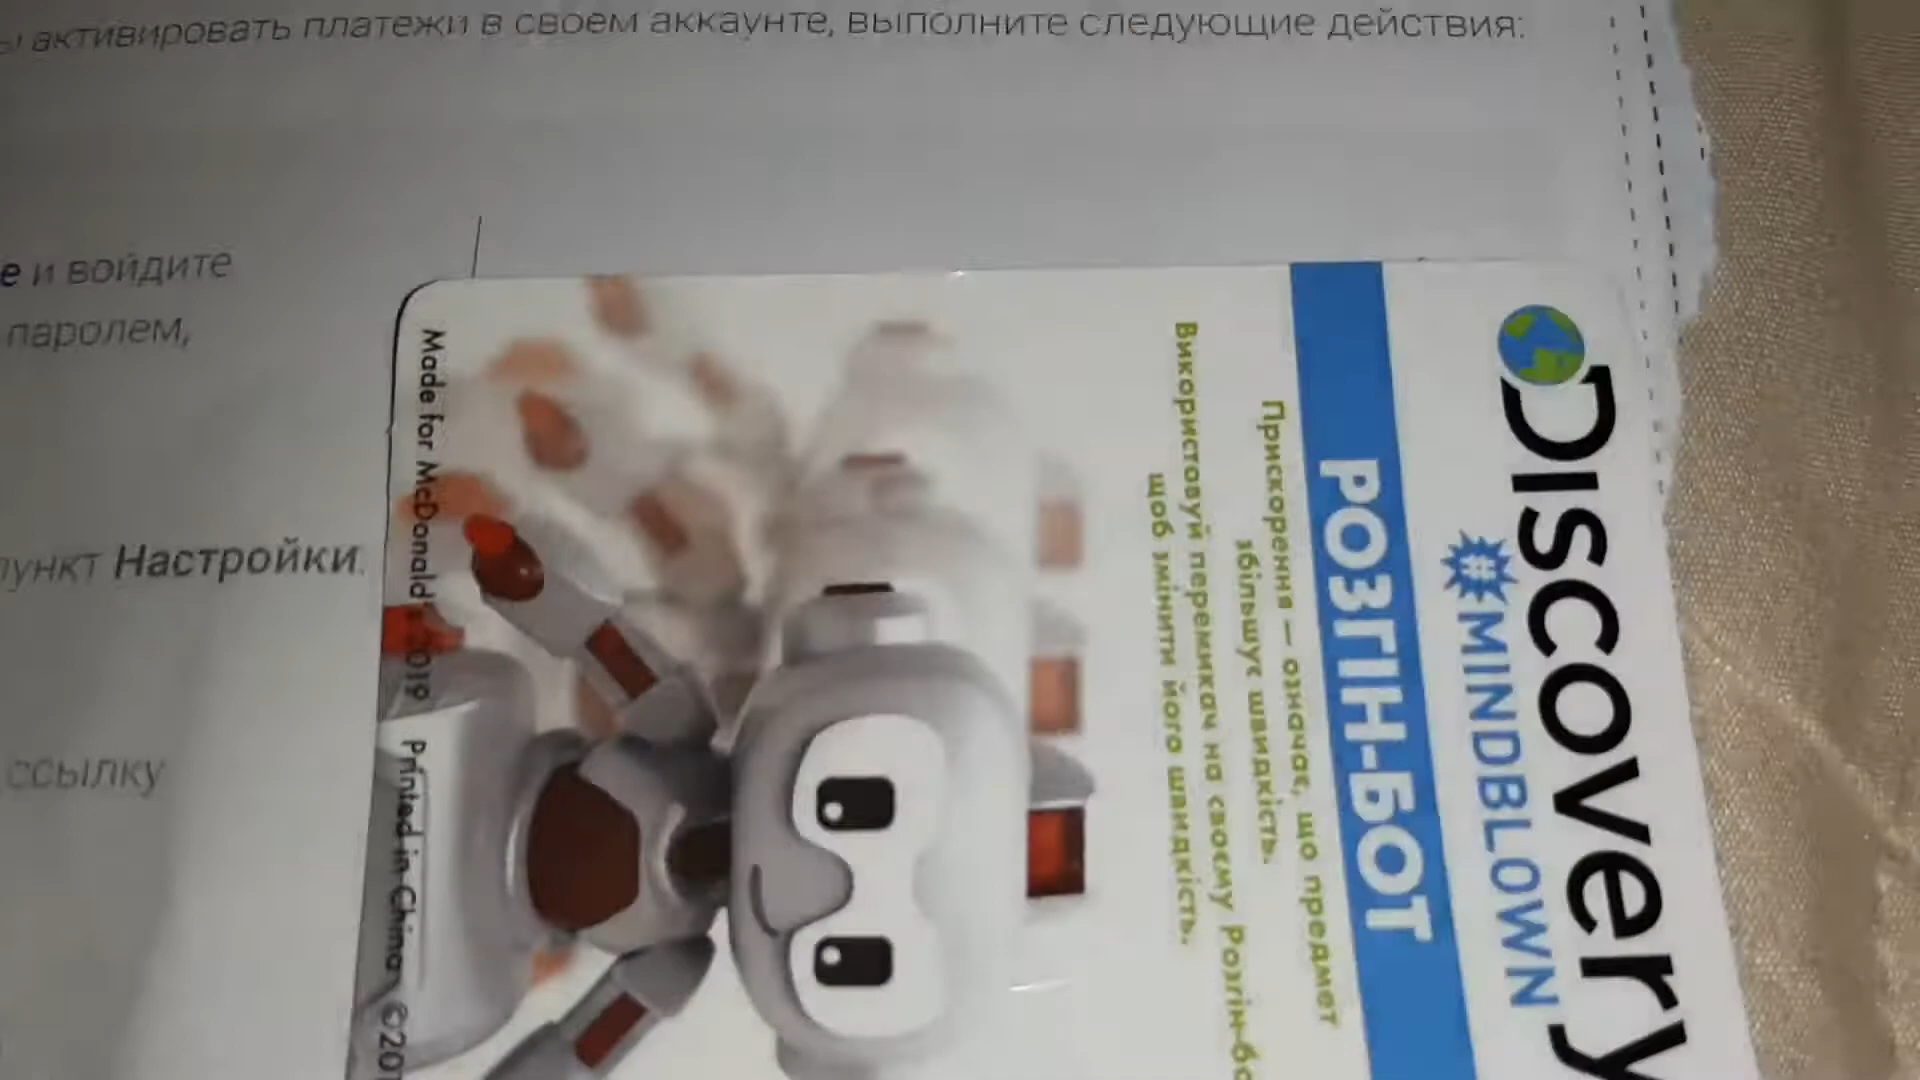 активировать платежи в своем аккаунте, выполните следующие действия:
е и войдите
паролем,
пункт Настройки.
ссылку
Discovery
#MINDBLOWN
РОЗГІН-БОТ
Прискорення – означає, що предмет
збільшує швидкість.
Використовуй перемикач на своєму Розгін-бо
щоб змінити його швидкість.
Made for McDonald's 2019 Printed in China ©201